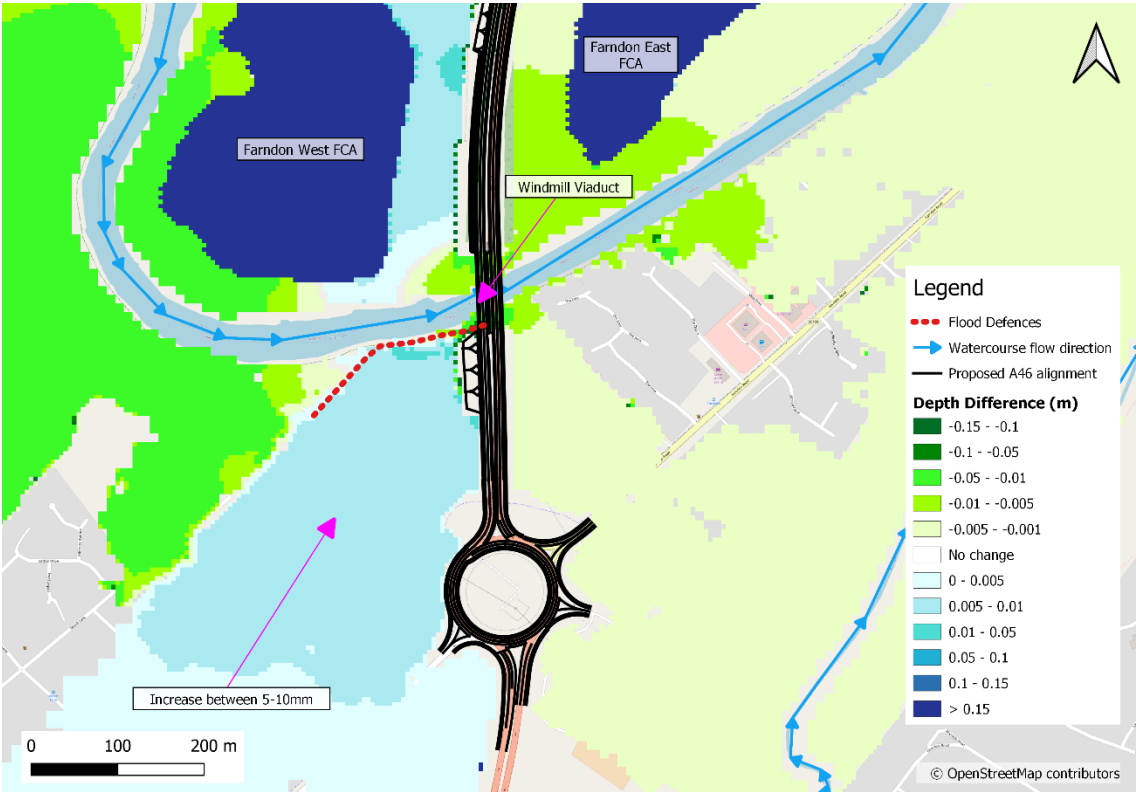 Farndon East
FCA
Farndon West FCA
Windmill Viaduct
Legend
Flood Defences
Watercourse flow direction
Proposed A46 alignment
Depth Difference (m)
-0.15 - -0.1
-0.1 - -0.05
-0.05 - -0.01
-0.01 - -0.005
-0.005 - -0.001
No change
0 - 0.005
0.005 - 0.01
0.01 - 0.05
0.05 - 0.1
0.1 - 0.15
> 0.15
Increase between 5-10mm
0 100 200 m
© OpenStreetMap contributors